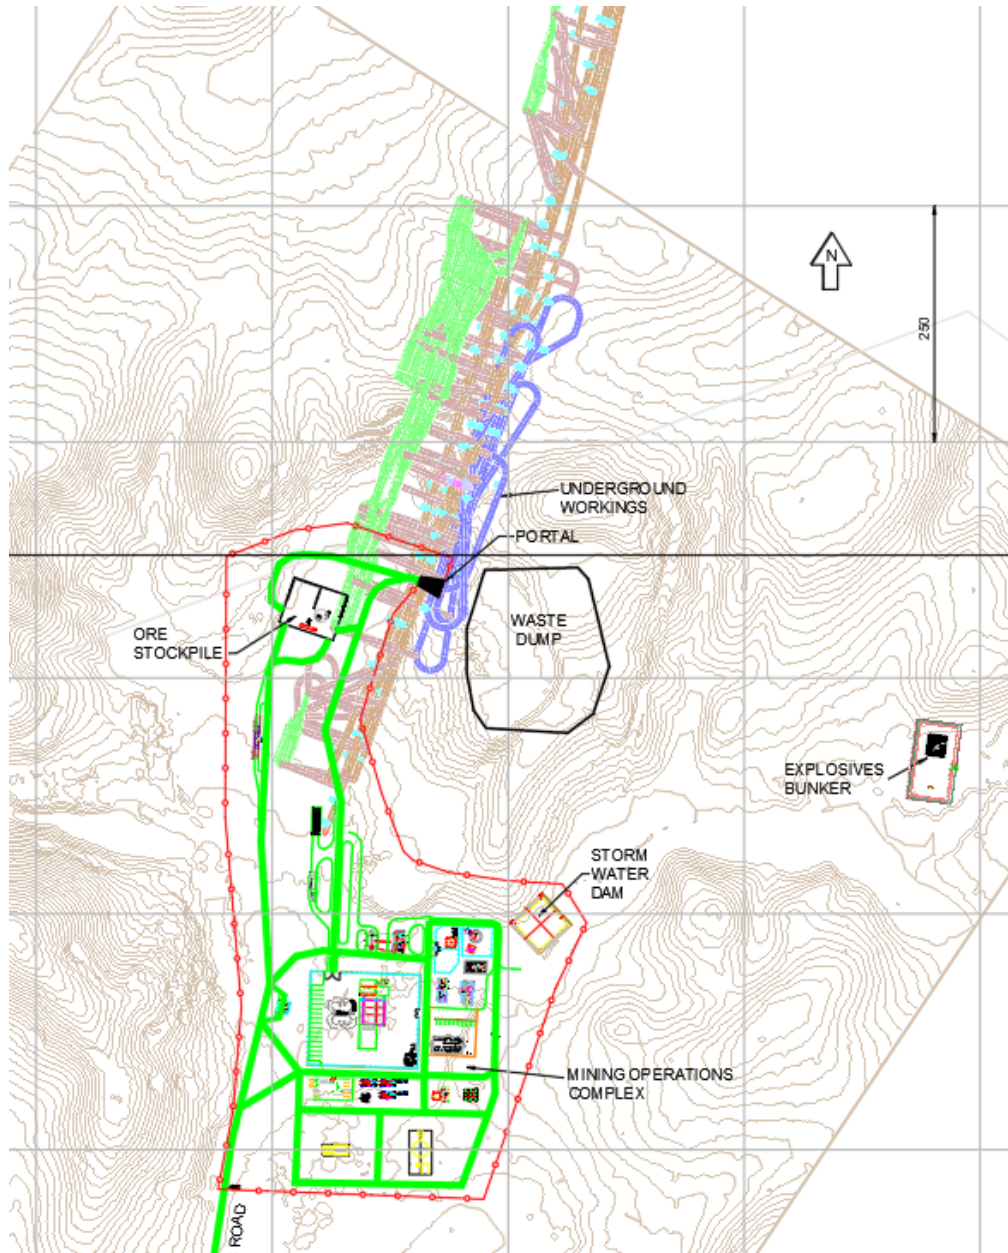 N
250
UNDERGROUND
WORKINGS
PORTAL
WASTE
DUMP
ORE
STOCKPILE
EXPLOSIVES
BUNKER
STORM
WATER
DAM
MINING OPERATIONS
COMPLEX
ROAD